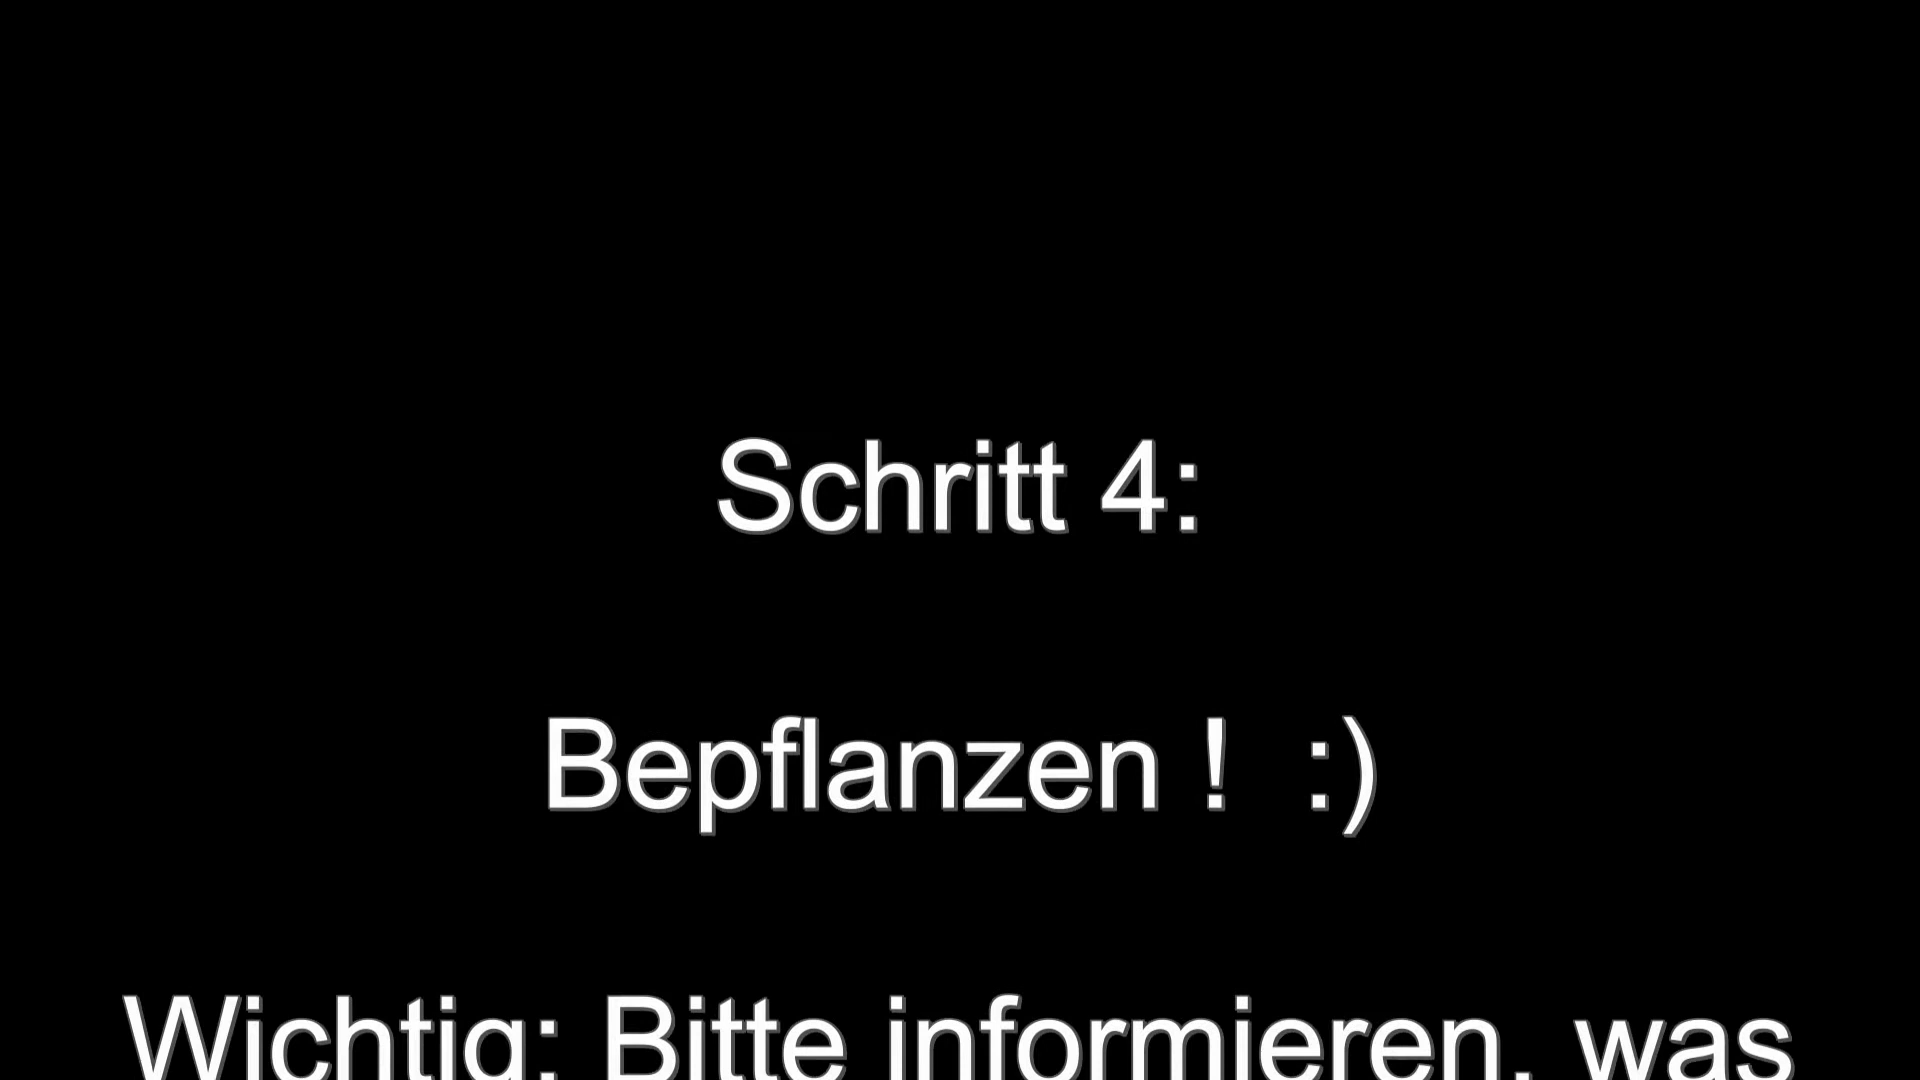 Schritt 4:
Bepflanzen ! :)
Wichtig: Bitte informieren, was